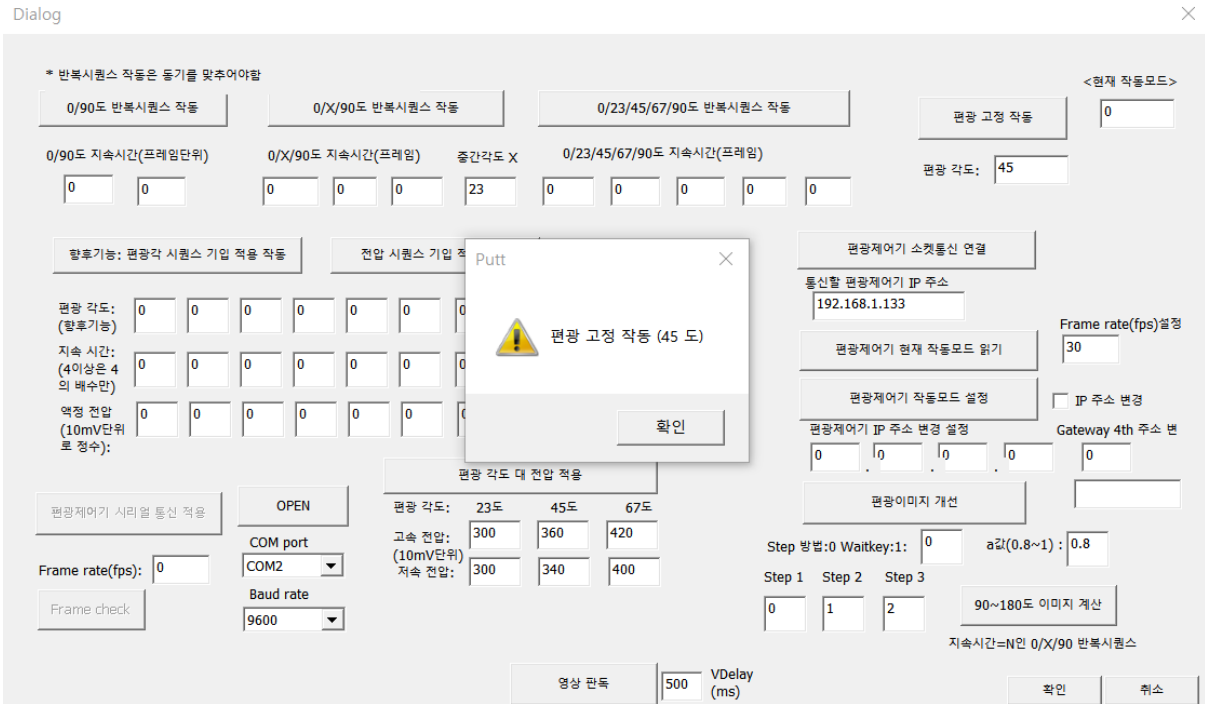 Dialog
* 반복시퀀스 작동은 동기를 맞추어야함
<현재 작동모드>
0/90도 반복시퀀스 작동
0/X/90도 반복시퀀스 작동
0/23/45/67/90도 반복시퀀스 작동
편광 고정 작동
0
0/90도 지속시간(프레임단위)
0/X/90도 지속시간(프레임)
중간각도 X
0/23/45/67/90도 지속시간(프레임)
편광 각도:
45
0 0 0 0 0 23 0 0 0 0 0
향후기능: 편광각 시퀀스 기입 적용 작동
전압 시퀀스 기입
편광제어기 소켓통신 연결
Putt
편광 고정 작동 (45 도)
확인
통신할 편광제어기 IP 주소
192.168.1.133
편광 각도:
(향후기능)
0 0 0 0 0 0 0
Frame rate(fps)설정
30
편광제어기 현재 작동모드 읽기
지속 시간:
(4이상은 4
의 배수만)
0 0 0 0 0 0 0
편광제어기 작동모드 설정
IP 주소 변경
액정 전압
(10mV단위
로 정수):
0 0 0 0 0 0
편광제어기 IP 주소 변경 설정
Gateway 4th 주소 변
0 . 0 . 0 . 0
0
편광 각도 대 전압 적용
편광제어기 시리얼 통신 적용
OPEN
편광 각도: 23도 45도 67도
고속 전압: 300 360 420
(10mV단위)
저속 전압: 300 340 400
편광이미지 개선
COM port
COM2
Step 방법:0 Waitkey:1: 0
a값(0.8~1) : 0.8
Frame rate(fps): 0
Baud rate
9600
Frame check
Step 1 Step 2 Step 3
0 1 2
90~180도 이미지 계산
지속시간=N인 0/X/90 반복시퀀스
영상 판독
500
VDelay
(ms)
확인
취소